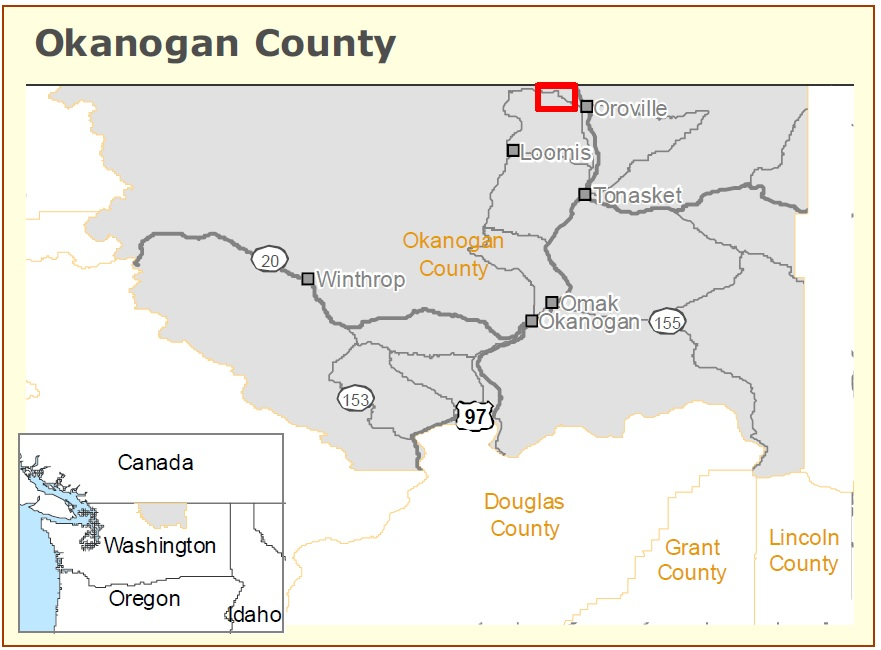 Okanogan County
Oroville
Loomis
Tonasket
Okanogan
County
20
Winthrop
Omak
Okanogan
155
153
97
Canada
Washington
Oregon
Idaho
Douglas
County
Grant
County
Lincoln
County